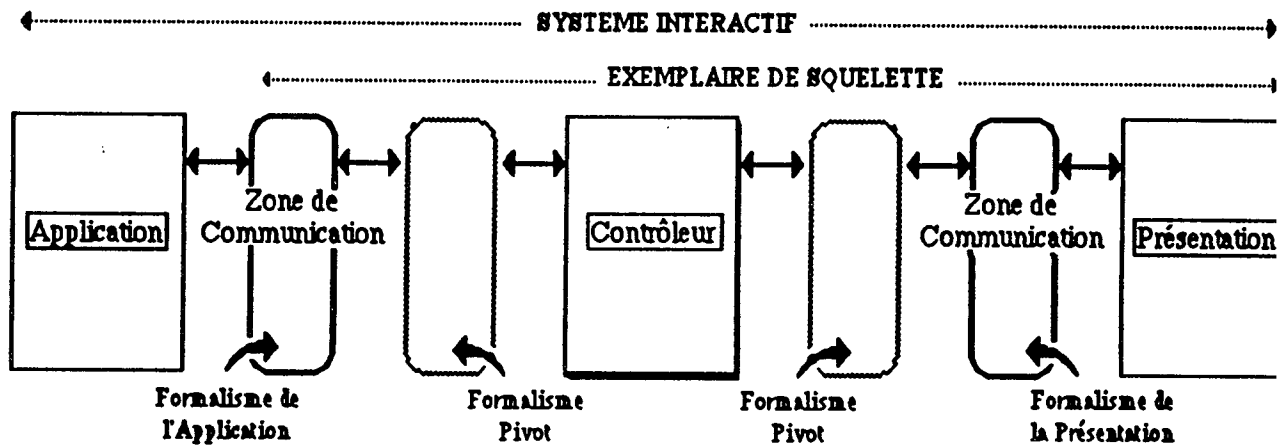 SYSTEME INTERACTIF
EXEMPLAIRE DE SQUELETTE
Application
Zone de
Communication
Contrôleur
Zone de
Communication
Présentation
Formalisme de
l'Application
Formalisme
Pivot
Formalisme
Pivot
Formalisme de
la Présentation